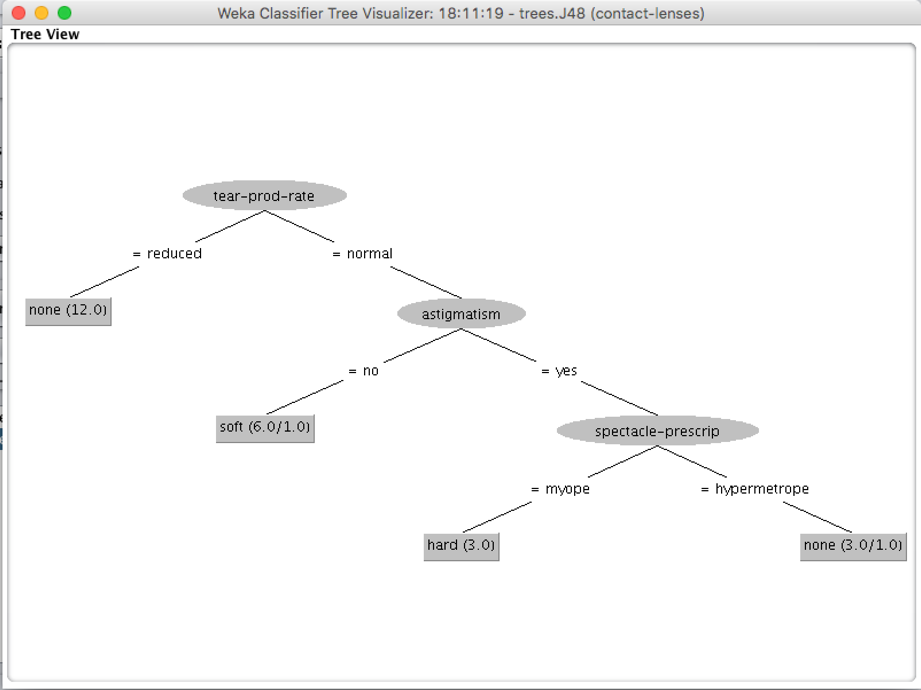 Weka Classifier Tree Visualizer: 18:11:19 - trees.J48 (contact-lenses)
Tree View
tear-prod-rate
= reduced
= normal
none (12.0)
astigmatism
= no
= yes
soft (6.0/1.0)
spectacle-prescrip
= myope
= hypermetrope
hard (3.0)
none (3.0/1.0)